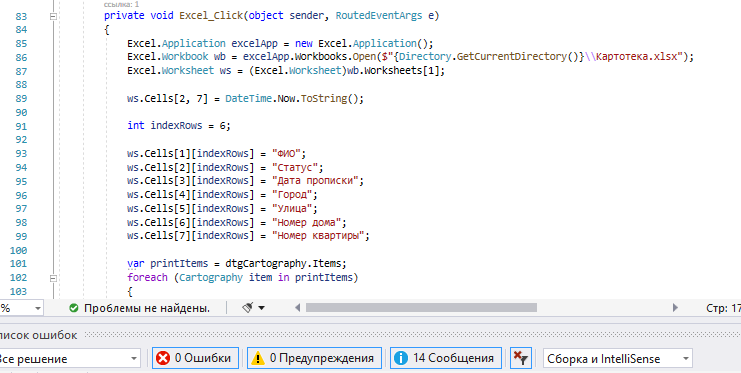 ссылка: 1
83 private void Excel_Click(object sender, RoutedEventArgs e)
84 {
85 Excel.Application excelApp = new Excel.Application();
86 Excel.Workbook wb = excelApp.Workbooks.Open($"{Directory.GetCurrentDirectory()}\\Картотека.xlsx");
87 Excel.Worksheet ws = (Excel.Worksheet)wb.Worksheets[1];
88
89 ws.Cells[2, 7] = DateTime.Now.ToString();
90
91 int indexRows = 6;
92
93 ws.Cells[1][indexRows] = "ФИО";
94 ws.Cells[2][indexRows] = "Статус";
95 ws.Cells[3][indexRows] = "Дата прописки";
96 ws.Cells[4][indexRows] = "Город";
97 ws.Cells[5][indexRows] = "Улица";
98 ws.Cells[6][indexRows] = "Номер дома";
99 ws.Cells[7][indexRows] = "Номер квартиры";
100
101 var printItems = dtgCartography.Items;
102 foreach (Cartography item in printItems)
103 {
% Проблемы не найдены. Стр: 17
писок ошибок
Все решение 0 Ошибки 0 Предупреждения 14 Сообщения Сборка и IntelliSense